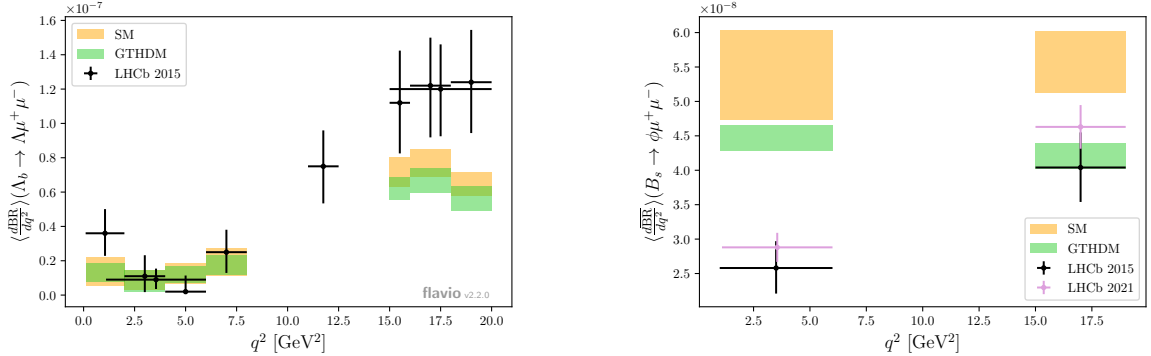 ×10⁻⁷
SM
GTHDM
LHCb 2015
⟨dBR/dq²⟩(Λ_b → Λμ⁺μ⁻)
1.6
1.4
1.2
1.0
0.8
0.6
0.4
0.2
0.0
flavio v2.2.0
0.0 2.5 5.0 7.5 10.0 12.5 15.0 17.5 20.0
q² [GeV²]
×10⁻⁸
⟨d\overline{BR}/dq²⟩(B_s → ϕμ⁺μ⁻)
6.0
5.5
5.0
4.5
4.0
3.5
3.0
2.5
SM
GTHDM
LHCb 2015
LHCb 2021
2.5 5.0 7.5 10.0 12.5 15.0 17.5
q² [GeV²]